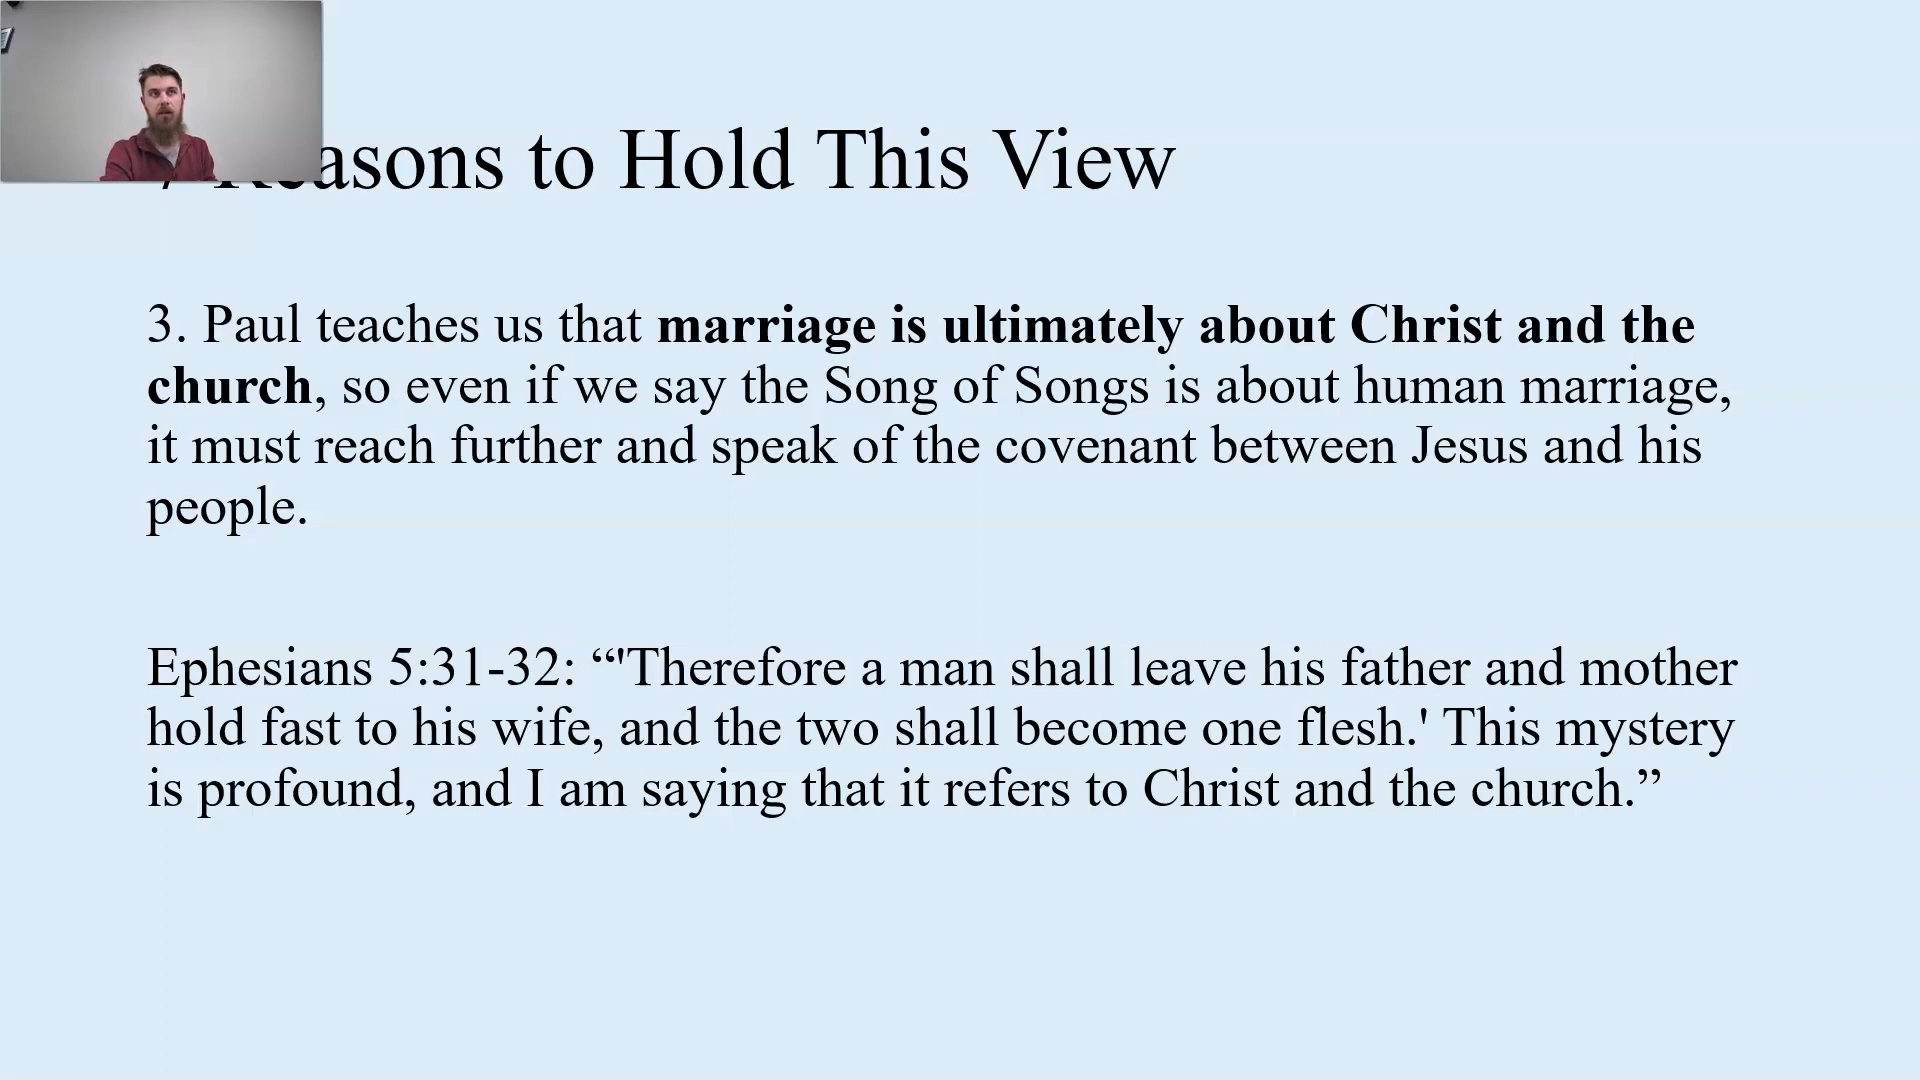 Reasons to Hold This View
3. Paul teaches us that marriage is ultimately about Christ and the
church, so even if we say the Song of Songs is about human marriage,
it must reach further and speak of the covenant between Jesus and his
people.
Ephesians 5:31-32: “'Therefore a man shall leave his father and mother
hold fast to his wife, and the two shall become one flesh.' This mystery
is profound, and I am saying that it refers to Christ and the church.”